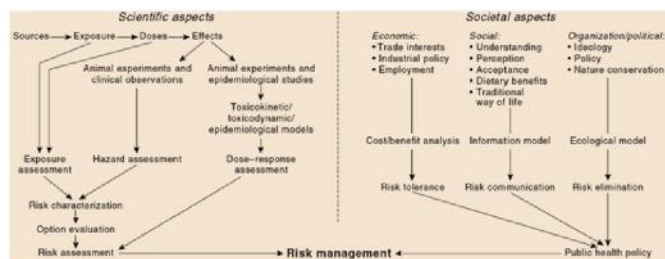 Scientific aspects
Sources → Exposure → Doses → Effects
Animal experiments and
clinical observations
Animal experiments and
epidemiological studies
Toxicokinetic/
toxicodynamic/
epidemiological models
Exposure
assessment
Hazard assessment
Dose–response
assessment
Risk characterization
Option evaluation
Risk assessment
Risk management
Societal aspects
Economic:
• Trade interests
• Industrial policy
• Employment
Social:
• Understanding
• Perception
• Acceptance
• Dietary benefits
• Traditional
way of life
Organization/political:
• Ideology
• Policy
• Nature conservation
Cost/benefit analysis
Information model
Ecological model
Risk tolerance
Risk communication
Risk elimination
Public health policy